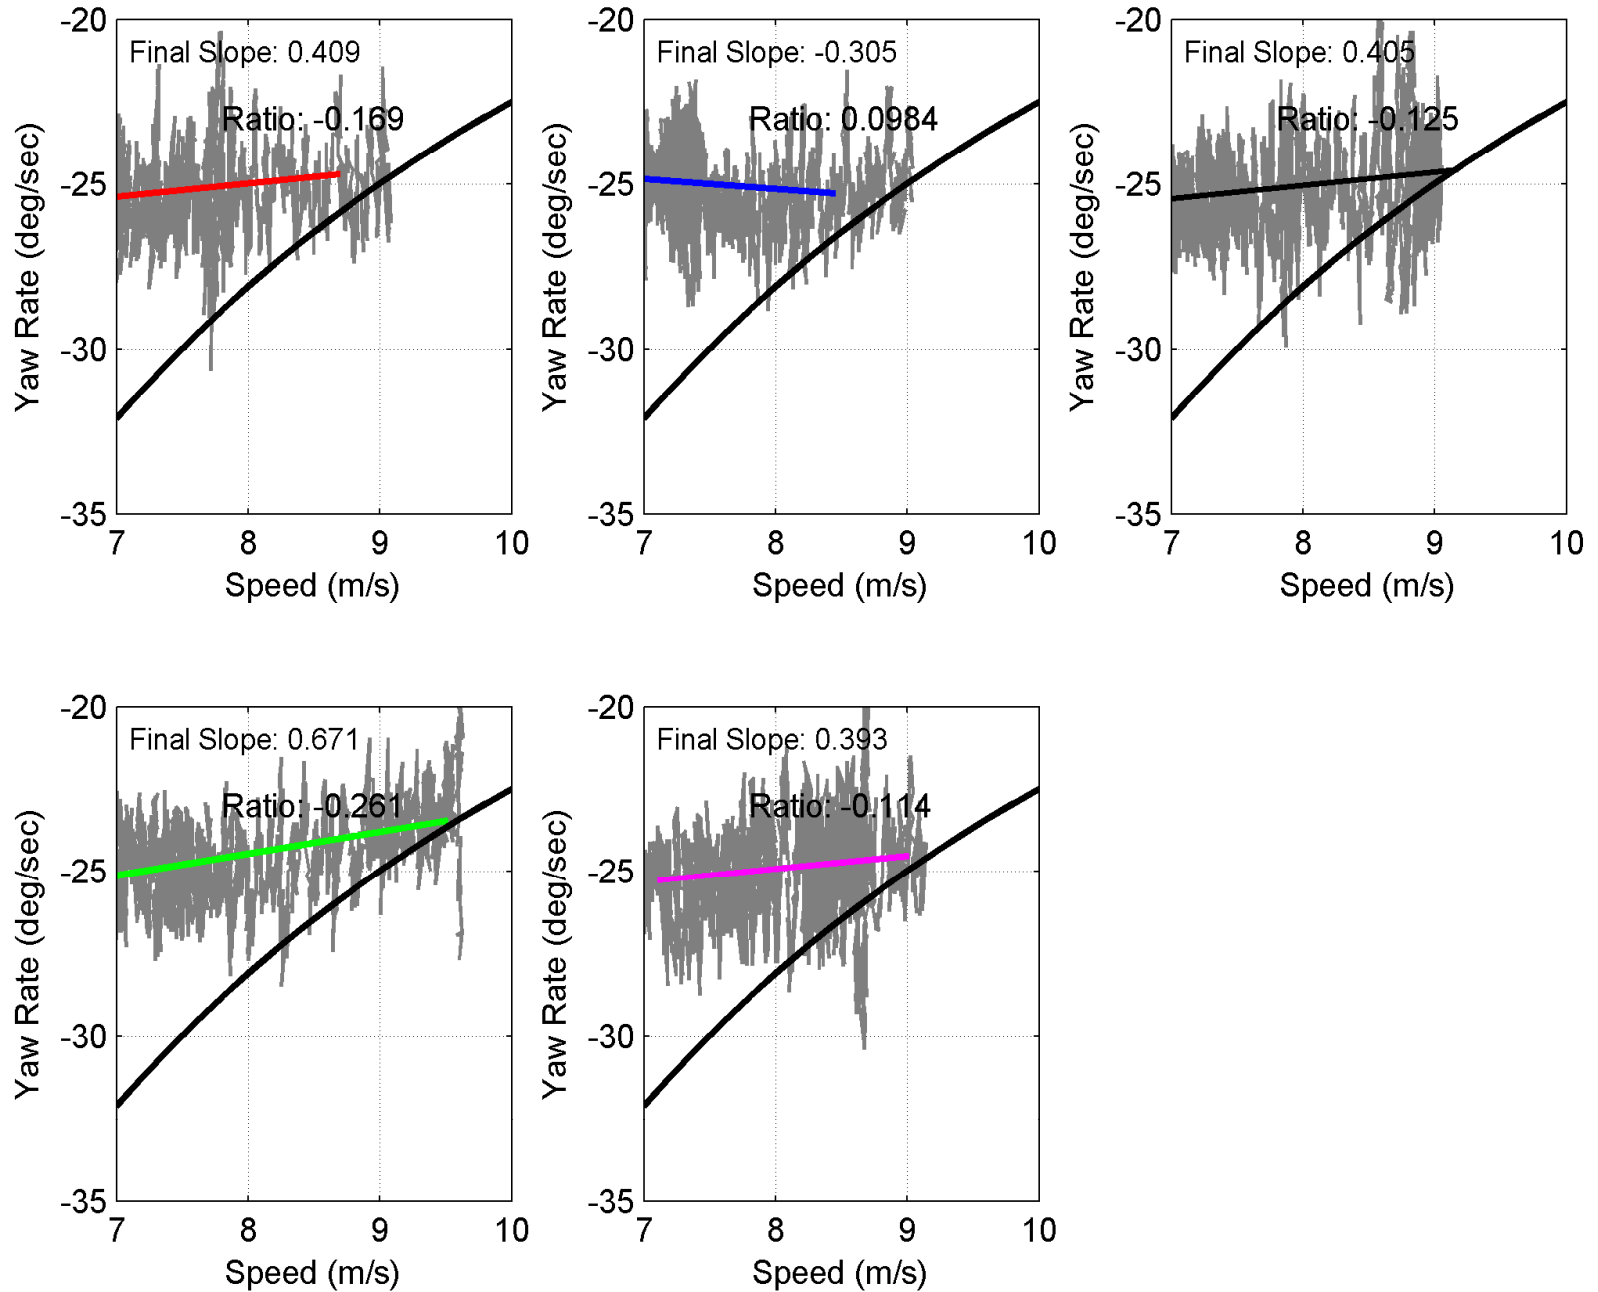 -20
Final Slope: 0.409
Ratio: -0.169
-25
-30
-35
Yaw Rate (deg/sec)
7 8 9 10
Speed (m/s)
-20
Final Slope: -0.305
Ratio: 0.0984
-25
-30
-35
Yaw Rate (deg/sec)
7 8 9 10
Speed (m/s)
-20
Final Slope: 0.405
Ratio: -0.125
-25
-30
-35
Yaw Rate (deg/sec)
7 8 9 10
Speed (m/s)
-20
Final Slope: 0.671
Ratio: -0.261
-25
-30
-35
Yaw Rate (deg/sec)
7 8 9 10
Speed (m/s)
-20
Final Slope: 0.393
Ratio: -0.114
-25
-30
-35
Yaw Rate (deg/sec)
7 8 9 10
Speed (m/s)